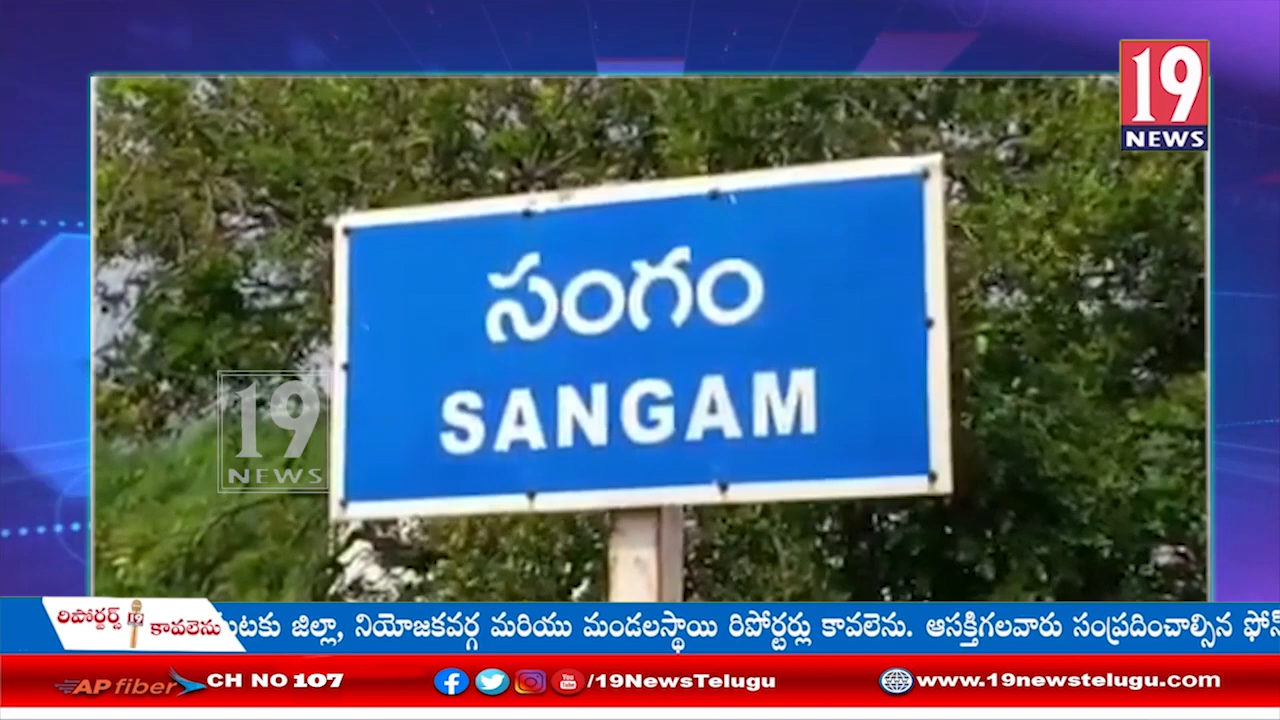 19
NEWS
సంగం
SANGAM
19
NEWS
రిపోర్టర్స్ 19 కావలెను
జిల్లా, నియోజకవర్గ మరియు మండలస్థాయి రిపోర్టర్లు కావలెను. ఆసక్తిగలవారు సంప్రదించాల్సిన
AP fiber CH NO 107
/19NewsTelugu
www.19newstelugu.com